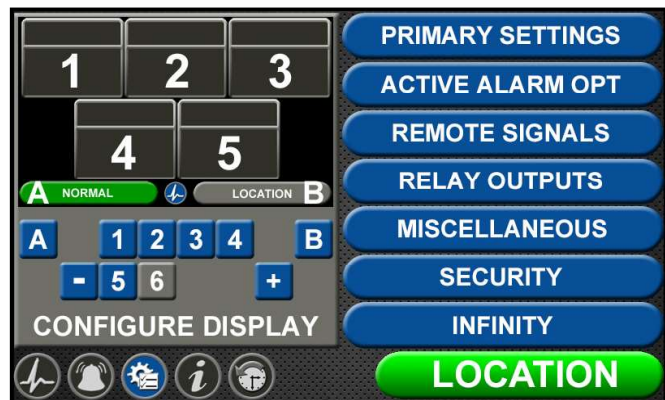 1 2 3
4 5
A NORMAL LOCATION B
A 1 2 3 4 B
- 5 6 +
CONFIGURE DISPLAY
PRIMARY SETTINGS
ACTIVE ALARM OPT
REMOTE SIGNALS
RELAY OUTPUTS
MISCELLANEOUS
SECURITY
INFINITY
i
LOCATION